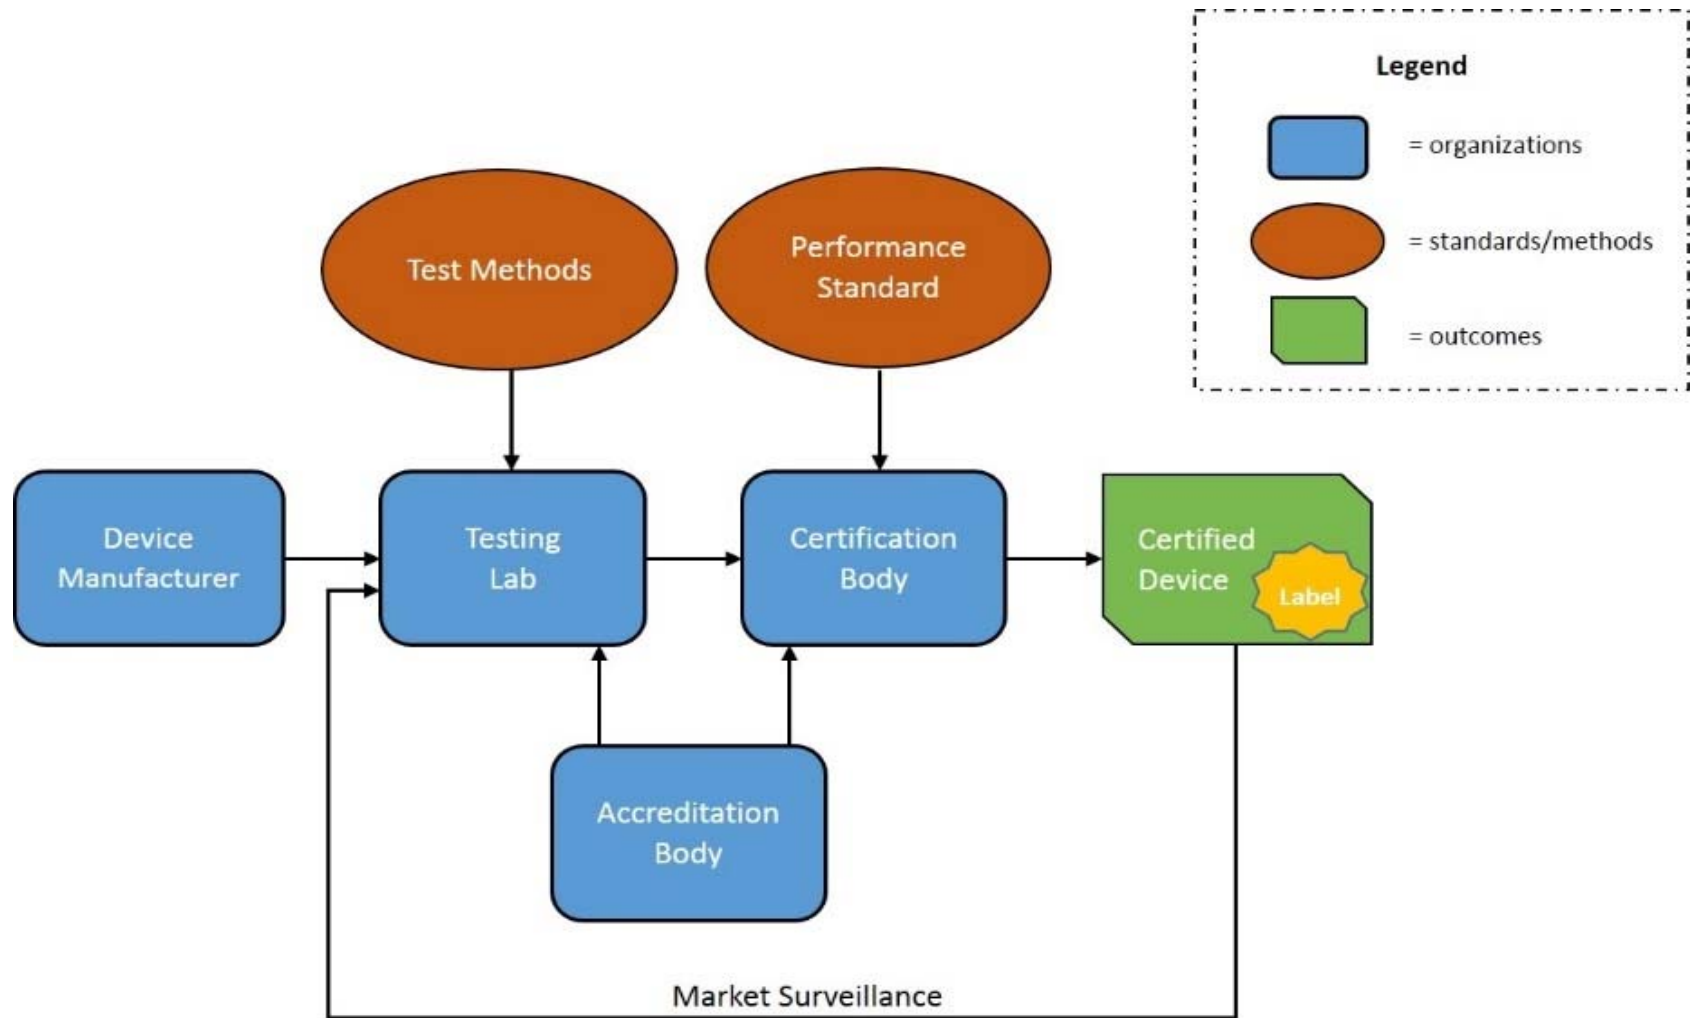 Legend
= organizations
= standards/methods
= outcomes
Test Methods
Performance
Standard
Device
Manufacturer
Testing
Lab
Certification
Body
Certified
Device
Label
Accreditation
Body
Market Surveillance